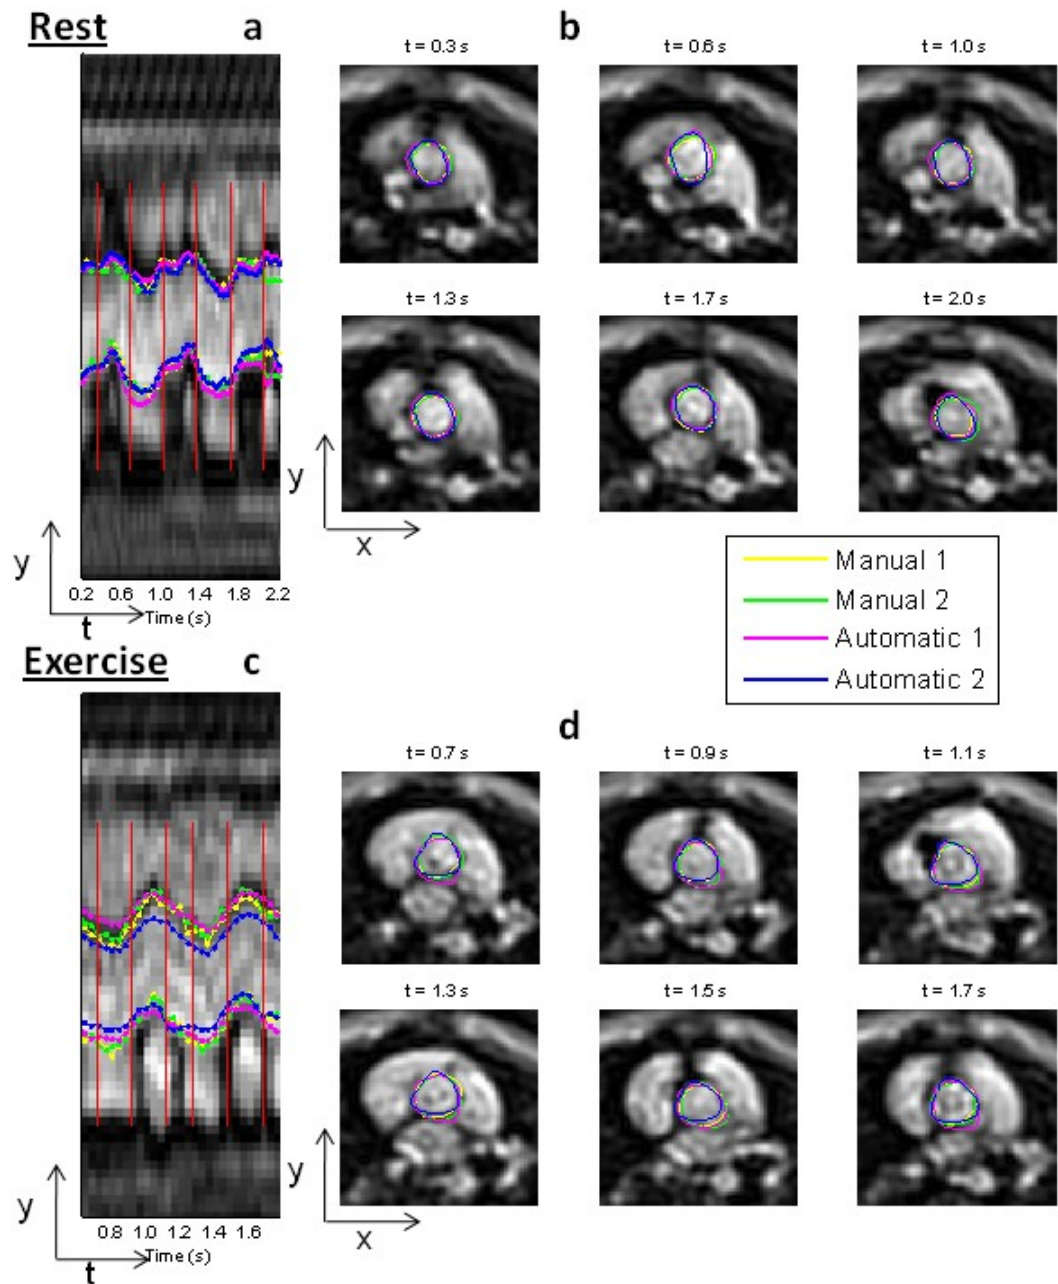 Rest a b
t = 0.3 s t = 0.6 s t = 1.0 s
t = 1.3 s t = 1.7 s t = 2.0 s
y
x
y
0.2 0.6 1.0 1.4 1.8 2.2
t Time (s)
Manual 1
Manual 2
Automatic 1
Automatic 2
Exercise c d
t = 0.7 s t = 0.9 s t = 1.1 s
t = 1.3 s t = 1.5 s t = 1.7 s
y
x
y
0.8 1.0 1.2 1.4 1.6
t Time (s)